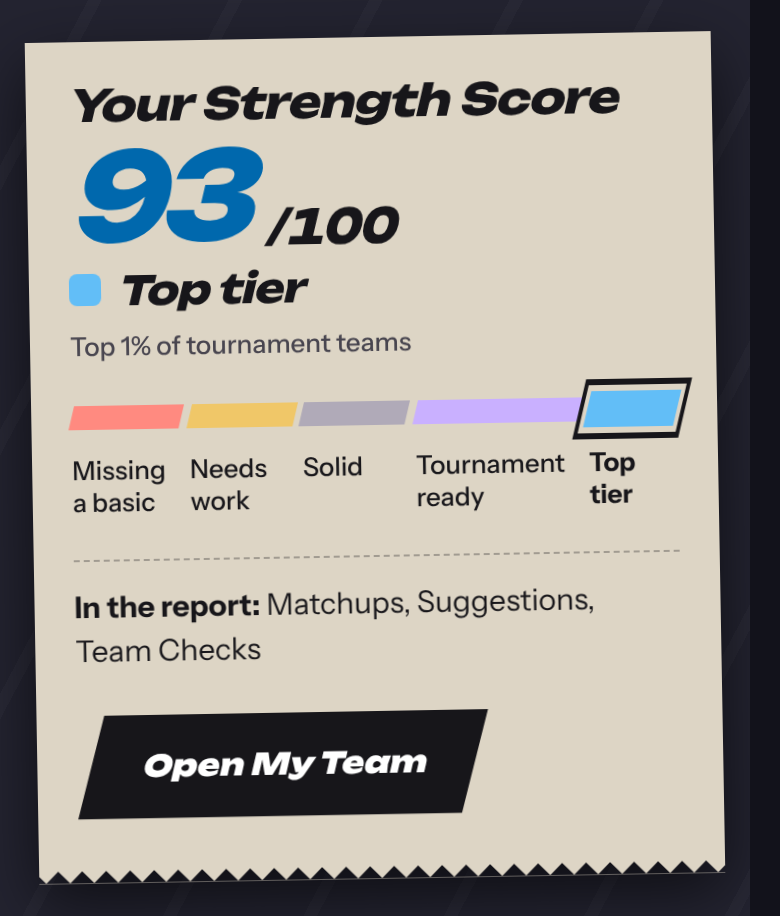 Your Strength Score
93 /100
Top tier
Top 1% of tournament teams
Missing a basic
Needs work
Solid
Tournament ready
Top tier
In the report: Matchups, Suggestions,
Team Checks
Open My Team